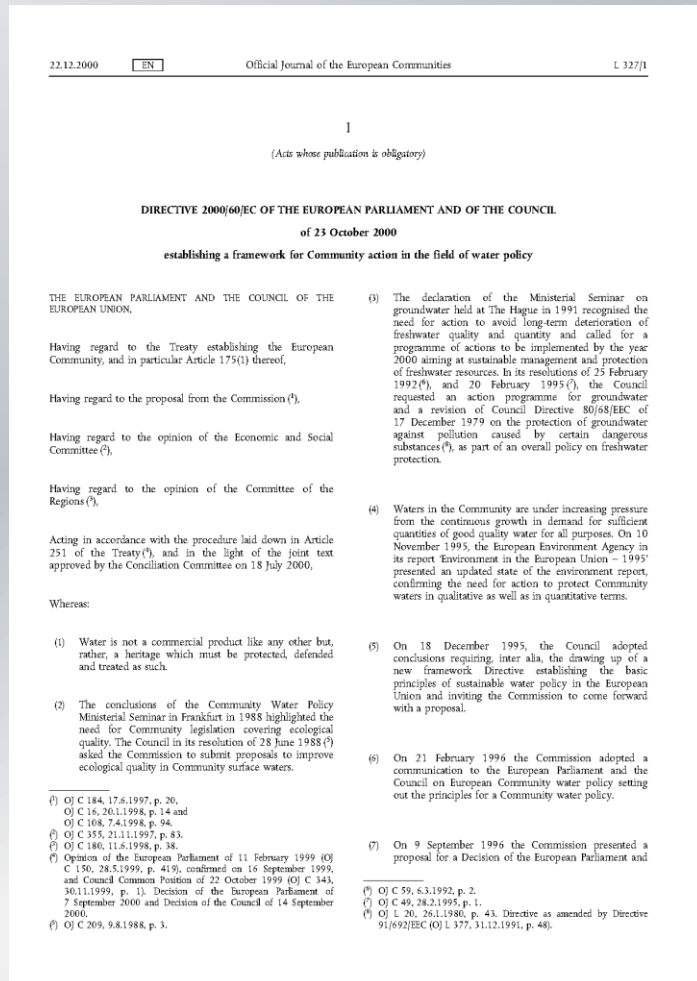 22.12.2000 EN Official Journal of the European Communities L 327/1
I
(Acts whose publication is obligatory)
DIRECTIVE 2000/60/EC OF THE EUROPEAN PARLIAMENT AND OF THE COUNCIL
of 23 October 2000
establishing a framework for Community action in the field of water policy
THE EUROPEAN PARLIAMENT AND THE COUNCIL OF THE
EUROPEAN UNION,
Having regard to the Treaty establishing the European
Community, and in particular Article 175(1) thereof,
Having regard to the proposal from the Commission (¹),
Having regard to the opinion of the Economic and Social
Committee (²),
Having regard to the opinion of the Committee of the
Regions (³),
Acting in accordance with the procedure laid down in Article
251 of the Treaty (⁴), and in the light of the joint text
approved by the Conciliation Committee on 18 July 2000,
Whereas:
(1) Water is not a commercial product like any other but,
rather, a heritage which must be protected, defended
and treated as such.
(2) The conclusions of the Community Water Policy
Ministerial Seminar in Frankfurt in 1988 highlighted the
need for Community legislation covering ecological
quality. The Council in its resolution of 28 June 1988 (⁵)
asked the Commission to submit proposals to improve
ecological quality in Community surface waters.
(¹) OJ C 184, 17.6.1997, p. 20,
OJ C 16, 20.1.1998, p. 14 and
OJ C 108, 7.4.1998, p. 94.
(²) OJ C 355, 21.11.1997, p. 83.
(³) OJ C 180, 11.6.1998, p. 38.
(⁴) Opinion of the European Parliament of 11 February 1999 (OJ
C 150, 28.5.1999, p. 419), confirmed on 16 September 1999,
and Council Common Position of 22 October 1999 (OJ C 343,
30.11.1999, p. 1). Decision of the European Parliament of
7 September 2000 and Decision of the Council of 14 September
2000.
(⁵) OJ C 209, 9.8.1988, p. 3.
(3) The declaration of the Ministerial Seminar on
groundwater held at The Hague in 1991 recognised the
need for action to avoid long-term deterioration of
freshwater quality and quantity and called for a
programme of actions to be implemented by the year
2000 aiming at sustainable management and protection
of freshwater resources. In its resolutions of 25 February
1992 (⁶), and 20 February 1995 (⁷), the Council
requested an action programme for groundwater
and a revision of Council Directive 80/68/EEC of
17 December 1979 on the protection of groundwater
against pollution caused by certain dangerous
substances (⁸), as part of an overall policy on freshwater
protection.
(4) Waters in the Community are under increasing pressure
from the continuous growth in demand for sufficient
quantities of good quality water for all purposes. On 10
November 1995, the European Environment Agency in
its report ‘Environment in the European Union – 1995’
presented an updated state of the environment report,
confirming the need for action to protect Community
waters in qualitative as well as in quantitative terms.
(5) On 18 December 1995, the Council adopted
conclusions requiring, inter alia, the drawing up of a
new framework Directive establishing the basic
principles of sustainable water policy in the European
Union and inviting the Commission to come forward
with a proposal.
(6) On 21 February 1996 the Commission adopted a
communication to the European Parliament and the
Council on European Community water policy setting
out the principles for a Community water policy.
(7) On 9 September 1996 the Commission presented a
proposal for a Decision of the European Parliament and
(⁶) OJ C 59, 6.3.1992, p. 2.
(⁷) OJ C 49, 28.2.1995, p. 1.
(⁸) OJ L 20, 26.1.1980, p. 43. Directive as amended by Directive
91/692/EEC (OJ L 377, 31.12.1991, p. 48).